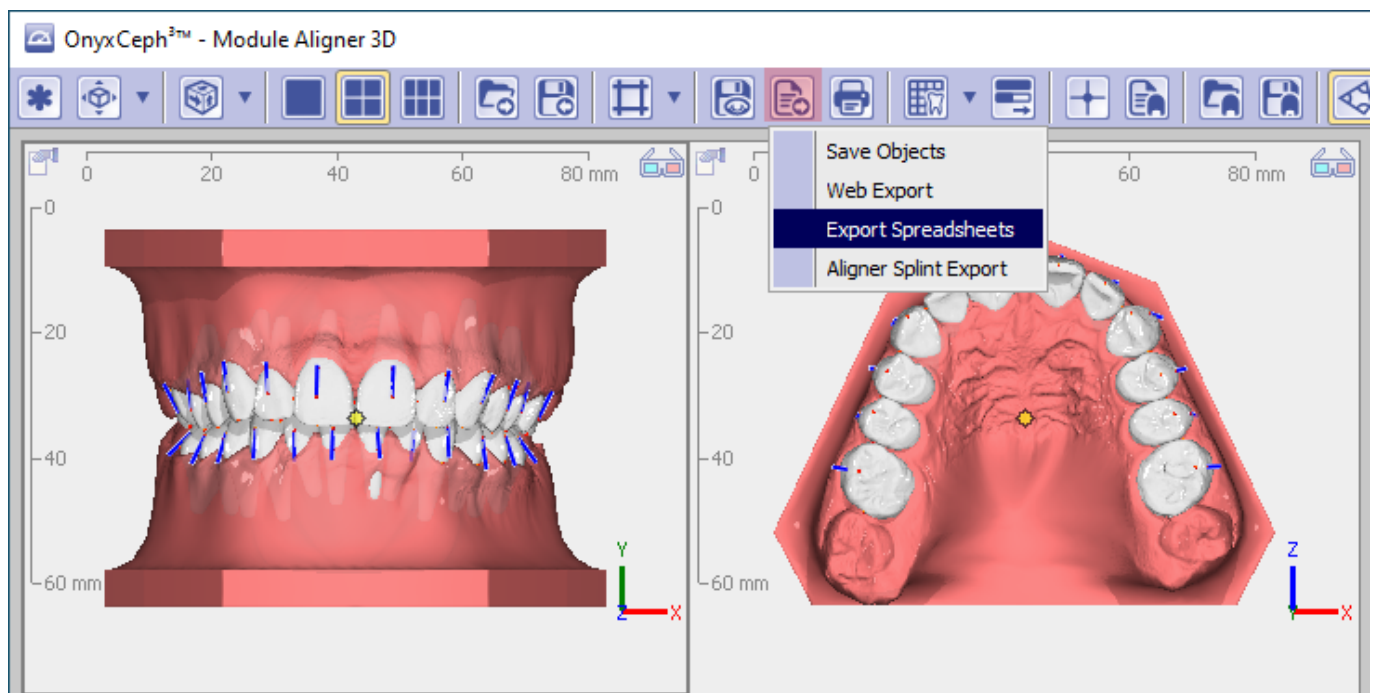 OnyxCeph³™ - Module Aligner 3D
Save Objects
Web Export
Export Spreadsheets
Aligner Splint Export
0 20 40 60 80 mm
0
20
40
60 mm
Y
Z X
0 60 80 mm
0
20
40
60 mm
Z
Y X